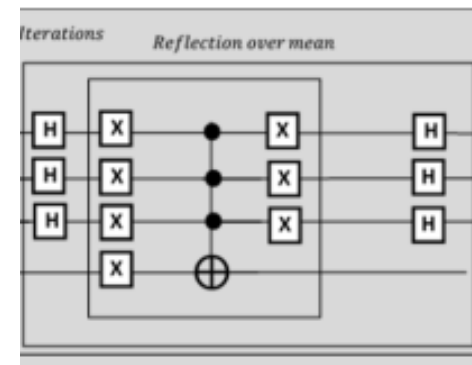 Iterations
Reflection over mean
H X X H
H X X H
H X X H
X